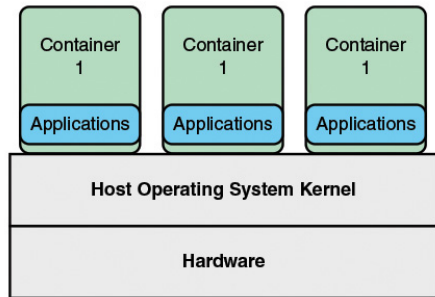 Container Container Container
1 1 1
Applications Applications Applications
Host Operating System Kernel
Hardware